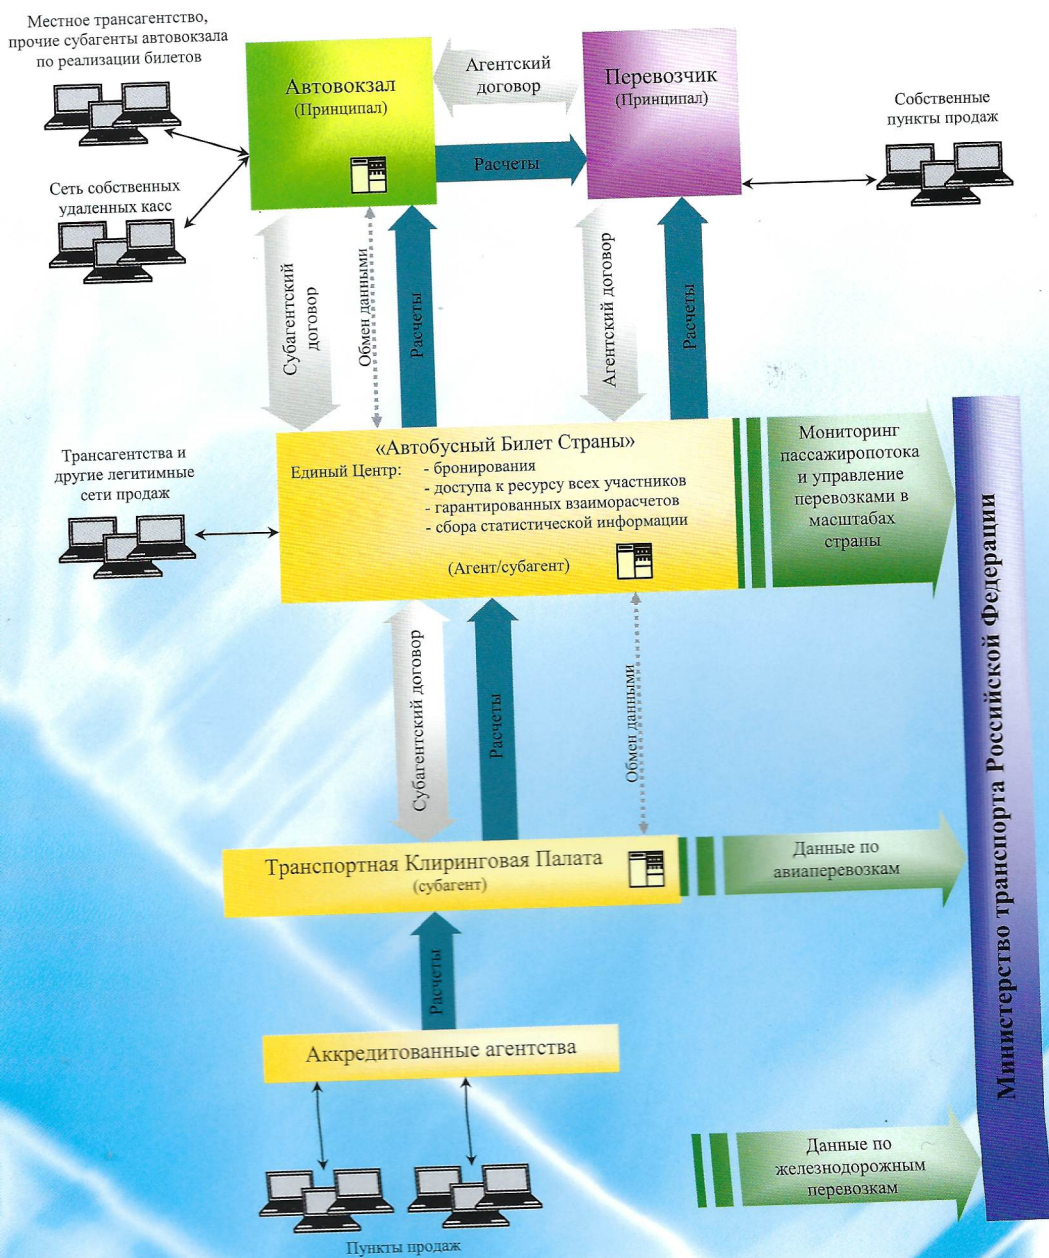 Местное трансагентство,
прочие субагенты автовокзала
по реализации билетов
Автовокзал
(Принципал)
Агентский
договор
Перевозчик
(Принципал)
Собственные
пункты продаж
Расчеты
Сеть собственных
удаленных касс
Субагентский
договор
Обмен данными
Расчеты
Агентский договор
Расчеты
Трансагентства и
другие легитимные
сети продаж
«Автобусный Билет Страны»
Единый Центр: - бронирования
- доступа к ресурсу всех участников
- гарантированных взаиморасчетов
- сбора статистической информации
(Агент/субагент)
Мониторинг
пассажиропотока
и управление
перевозками в
масштабах
страны
Министерство транспорта Российской Федерации
Субагентский договор
Расчеты
Обмен данными
Транспортная Клиринговая Палата
(субагент)
Данные по
авиаперевозкам
Расчеты
Аккредитованные агентства
Данные по
железнодорожным
перевозкам
Пункты продаж